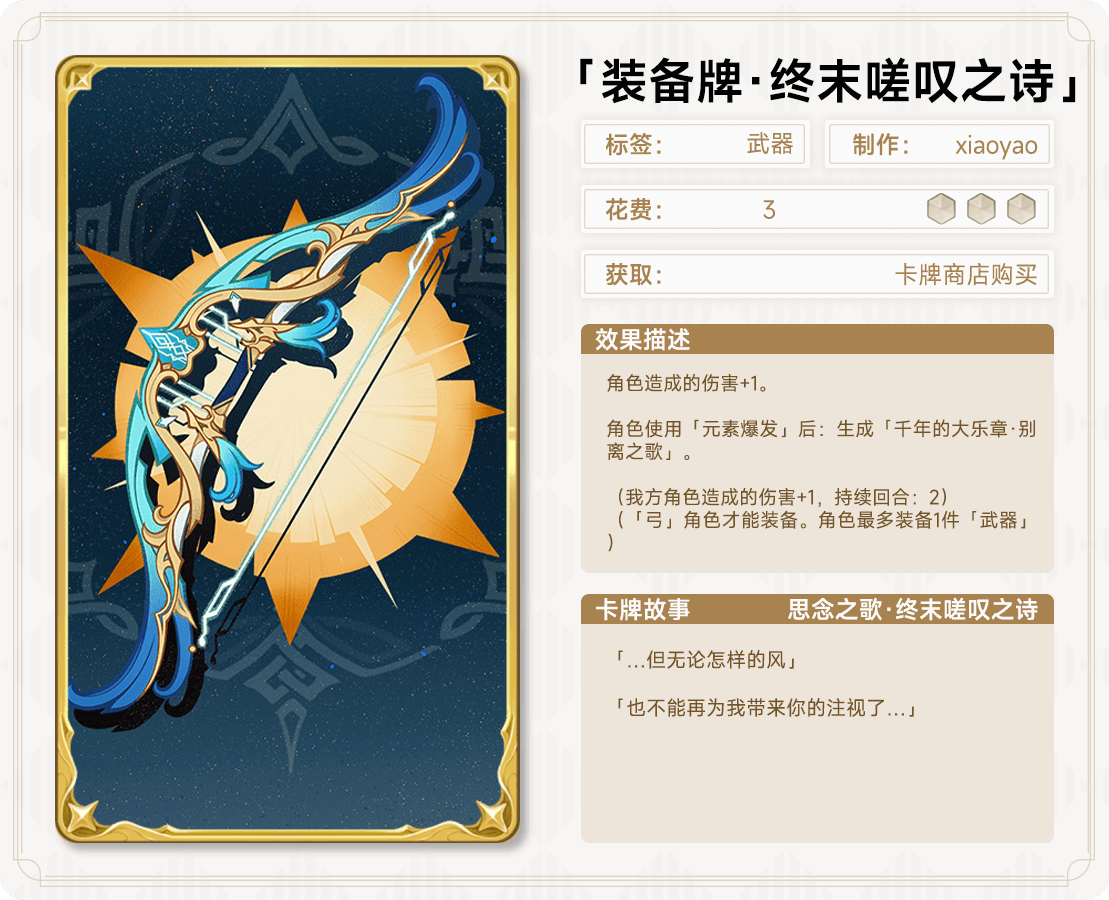 「装备牌·终末嗟叹之诗」
标签： 武器
制作： xiaoyao
花费： 3
获取： 卡牌商店购买
效果描述
角色造成的伤害+1。
角色使用「元素爆发」后：生成「千年的大乐章·别
离之歌」。
（我方角色造成的伤害+1，持续回合：2）
（「弓」角色才能装备。角色最多装备1件「武器」
）
卡牌故事 思念之歌·终末嗟叹之诗
「...但无论怎样的风」
「也不能再为我带来你的注视了...」